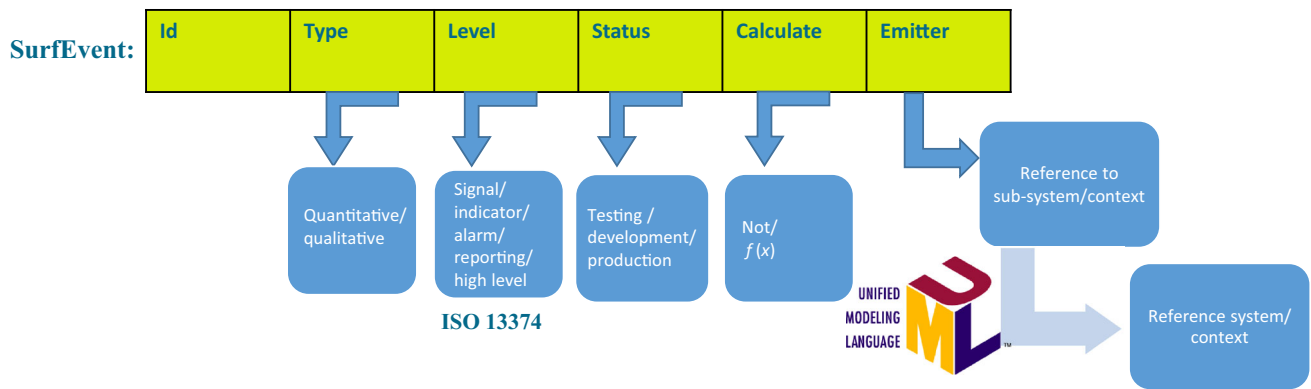 SurfEvent:
Id
Type
Level
Status
Calculate
Emitter
Quantitative/
qualitative
Signal/
indicator/
alarm/
reporting/
high level
Testing /
development/
production
Not/
f (x)
Reference to
sub-system/context
ISO 13374
UNIFIED
MODELING
LANGUAGE
UML
™
Reference system/
context